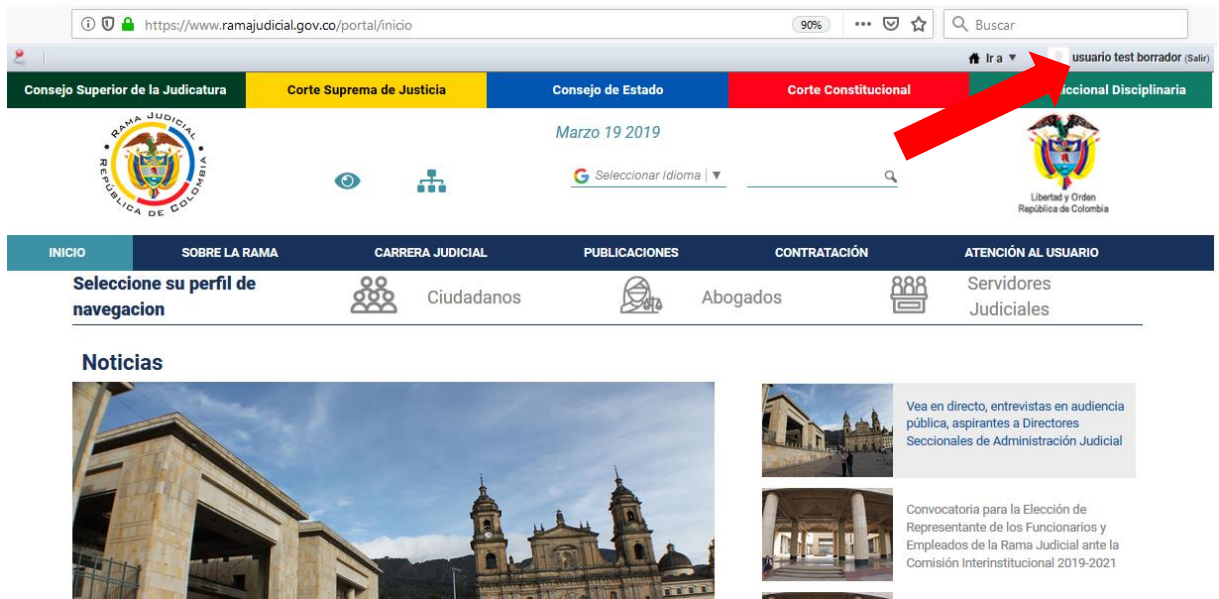 https://www.ramajudicial.gov.co/portal/inicio
90%
Buscar
Ir a
usuario test borrador (Salir)
Consejo Superior de la Judicatura
Corte Suprema de Justicia
Consejo de Estado
Corte Constitucional
Disciplinaria
RAMA JUDICIAL
REPÚBLICA DE COLOMBIA
Marzo 19 2019
Seleccionar Idioma
Libertad y Orden
República de Colombia
INICIO
SOBRE LA RAMA
CARRERA JUDICIAL
PUBLICACIONES
CONTRATACIÓN
ATENCIÓN AL USUARIO
Seleccione su perfil de
navegacion
Ciudadanos
Abogados
Servidores
Judiciales
Noticias
Vea en directo, entrevistas en audiencia
pública, aspirantes a Directores
Seccionales de Administración Judicial
Convocatoria para la Elección de
Representante de los Funcionarios y
Empleados de la Rama Judicial ante la
Comisión Interinstitucional 2019-2021